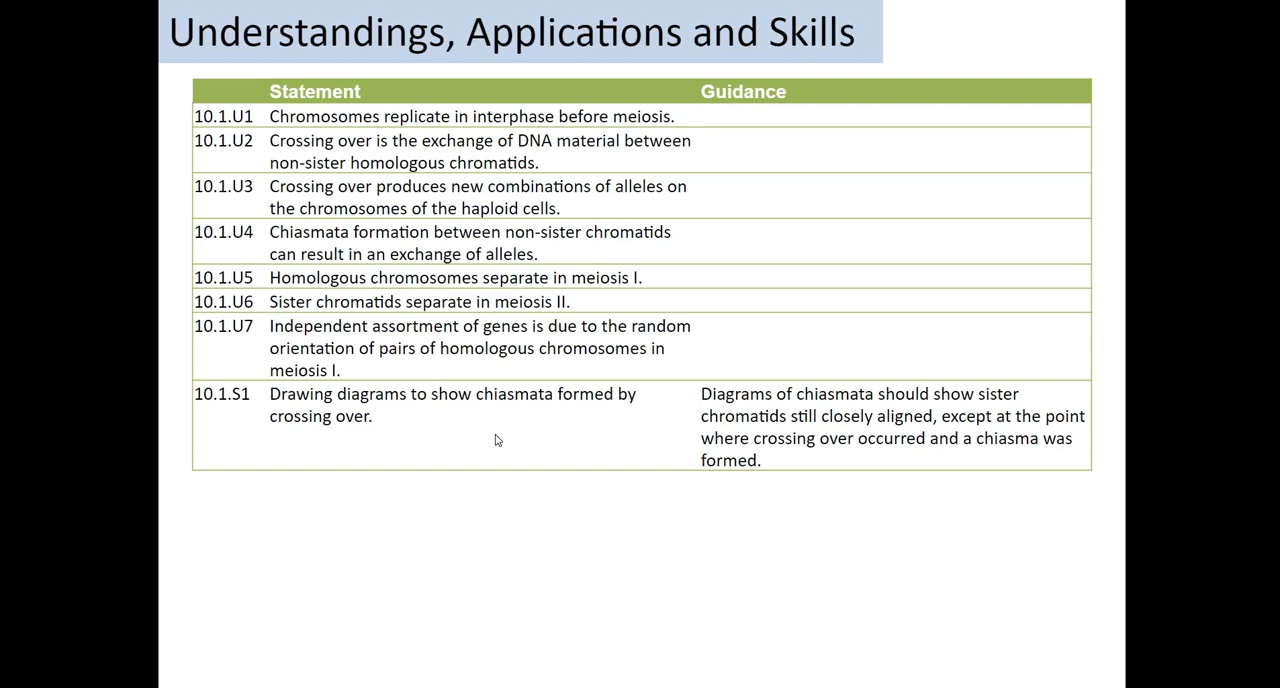 Understandings, Applications and Skills
Statement Guidance
10.1.U1 Chromosomes replicate in interphase before meiosis.
10.1.U2 Crossing over is the exchange of DNA material between
non-sister homologous chromatids.
10.1.U3 Crossing over produces new combinations of alleles on
the chromosomes of the haploid cells.
10.1.U4 Chiasmata formation between non-sister chromatids
can result in an exchange of alleles.
10.1.U5 Homologous chromosomes separate in meiosis I.
10.1.U6 Sister chromatids separate in meiosis II.
10.1.U7 Independent assortment of genes is due to the random
orientation of pairs of homologous chromosomes in
meiosis I.
10.1.S1 Drawing diagrams to show chiasmata formed by
crossing over.
Diagrams of chiasmata should show sister
chromatids still closely aligned, except at the point
where crossing over occurred and a chiasma was
formed.